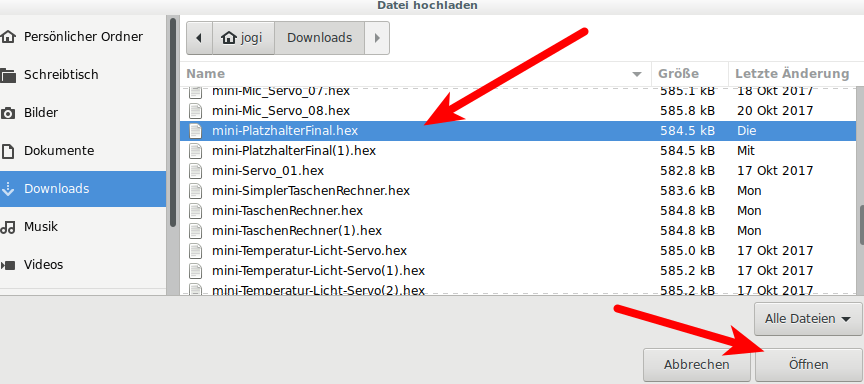 Datei hochladen
Persönlicher Ordner
Schreibtisch
Bilder
Dokumente
Downloads
Musik
Videos
jogi Downloads
Name Größe Letzte Änderung
mini-Mic_Servo_07.hex 585.1 kB 18 Okt 2017
mini-Mic_Servo_08.hex 585.8 kB 20 Okt 2017
mini-PlatzhalterFinal.hex 584.5 kB Die
mini-PlatzhalterFinal(1).hex 584.5 kB Mit
mini-Servo_01.hex 582.8 kB 17 Okt 2017
mini-SimplerTaschenRechner.hex 583.6 kB Mon
mini-TaschenRechner.hex 584.8 kB Mon
mini-TaschenRechner(1).hex 584.8 kB Mon
mini-Temperatur-Licht-Servo.hex 585.0 kB 17 Okt 2017
mini-Temperatur-Licht-Servo(1).hex 585.2 kB 17 Okt 2017
mini-Temperatur-Licht-Servo(2).hex 585.2 kB 17 Okt 2017
Alle Dateien
Abbrechen Öffnen